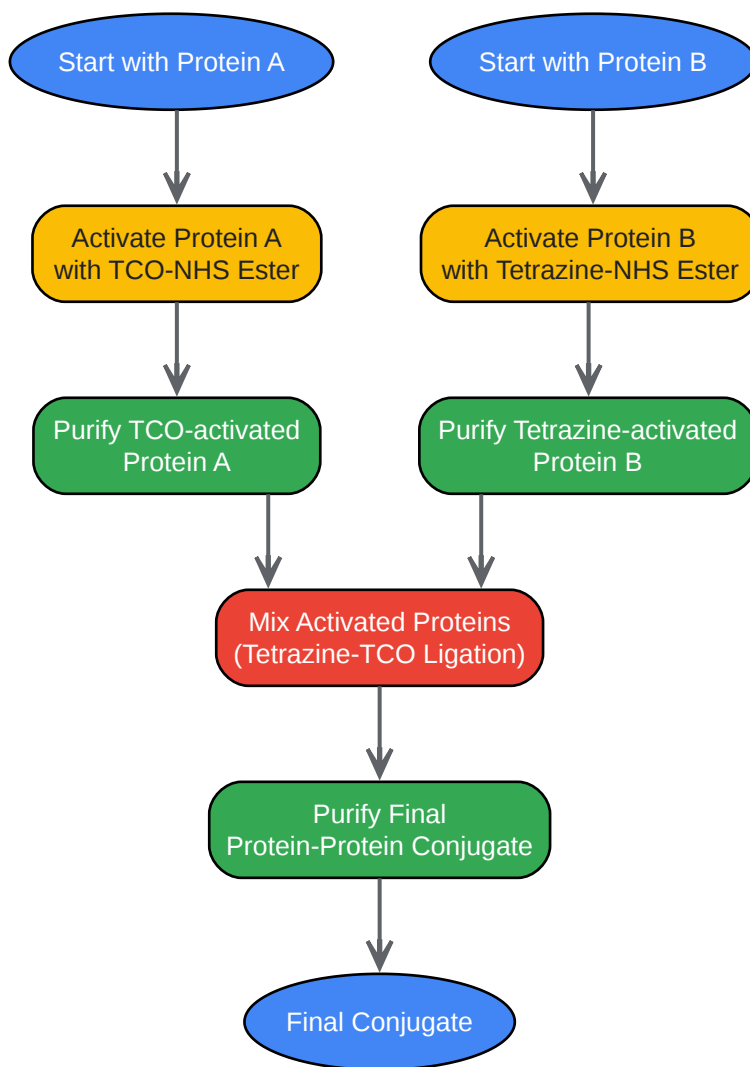 Start with Protein A
Start with Protein B
Activate Protein A
with TCO-NHS Ester
Activate Protein B
with Tetrazine-NHS Ester
Purify TCO-activated
Protein A
Purify Tetrazine-activated
Protein B
Mix Activated Proteins
(Tetrazine-TCO Ligation)
Purify Final
Protein-Protein Conjugate
Final Conjugate